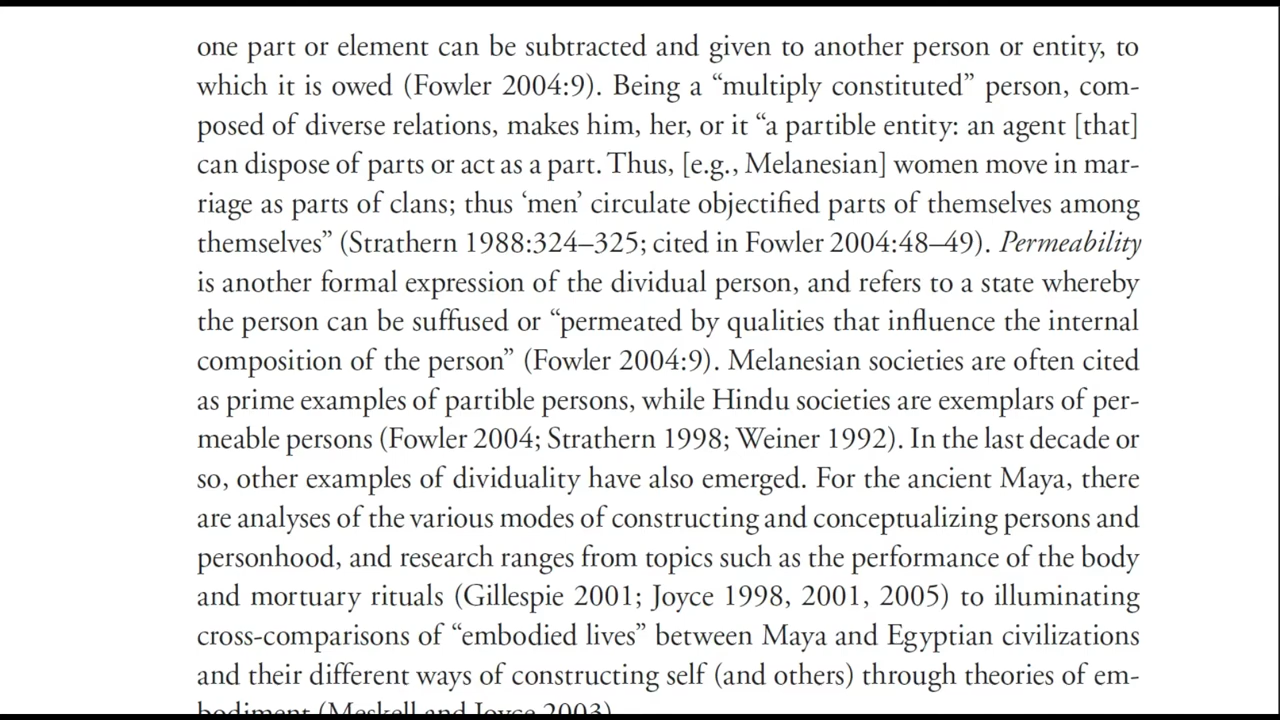 one part or element can be subtracted and given to another person or entity, to
which it is owed (Fowler 2004:9). Being a “multiply constituted” person, com-
posed of diverse relations, makes him, her, or it “a partible entity: an agent [that]
can dispose of parts or act as a part. Thus, [e.g., Melanesian] women move in mar-
riage as parts of clans; thus ‘men’ circulate objectified parts of themselves among
themselves” (Strathern 1988:324–325; cited in Fowler 2004:48–49). Permeability
is another formal expression of the dividual person, and refers to a state whereby
the person can be suffused or “permeated by qualities that influence the internal
composition of the person” (Fowler 2004:9). Melanesian societies are often cited
as prime examples of partible persons, while Hindu societies are exemplars of per-
meable persons (Fowler 2004; Strathern 1998; Weiner 1992). In the last decade or
so, other examples of dividuality have also emerged. For the ancient Maya, there
are analyses of the various modes of constructing and conceptualizing persons and
personhood, and research ranges from topics such as the performance of the body
and mortuary rituals (Gillespie 2001; Joyce 1998, 2001, 2005) to illuminating
cross-comparisons of “embodied lives” between Maya and Egyptian civilizations
and their different ways of constructing self (and others) through theories of em-
bodiment (Meskell and Joyce 2003).